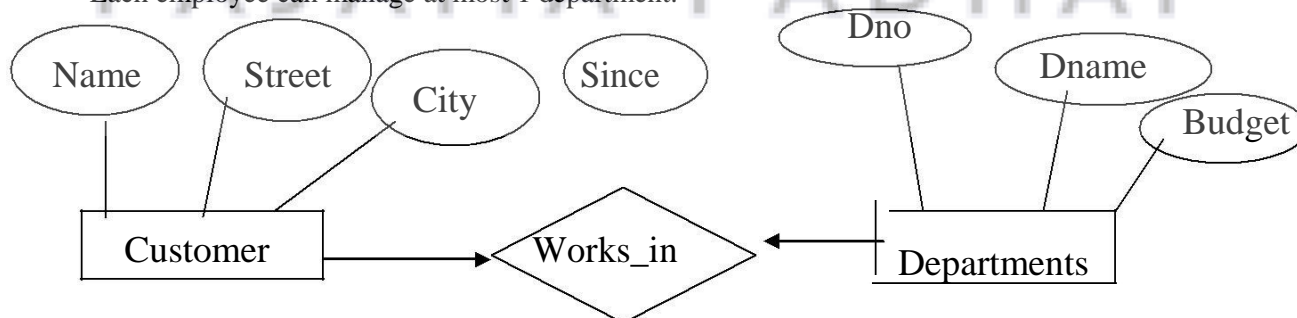 Each employee can manage at most 1 department.
Dno
Name
Street
Since
Dname
City
Budget
Customer
Works_in
Departments